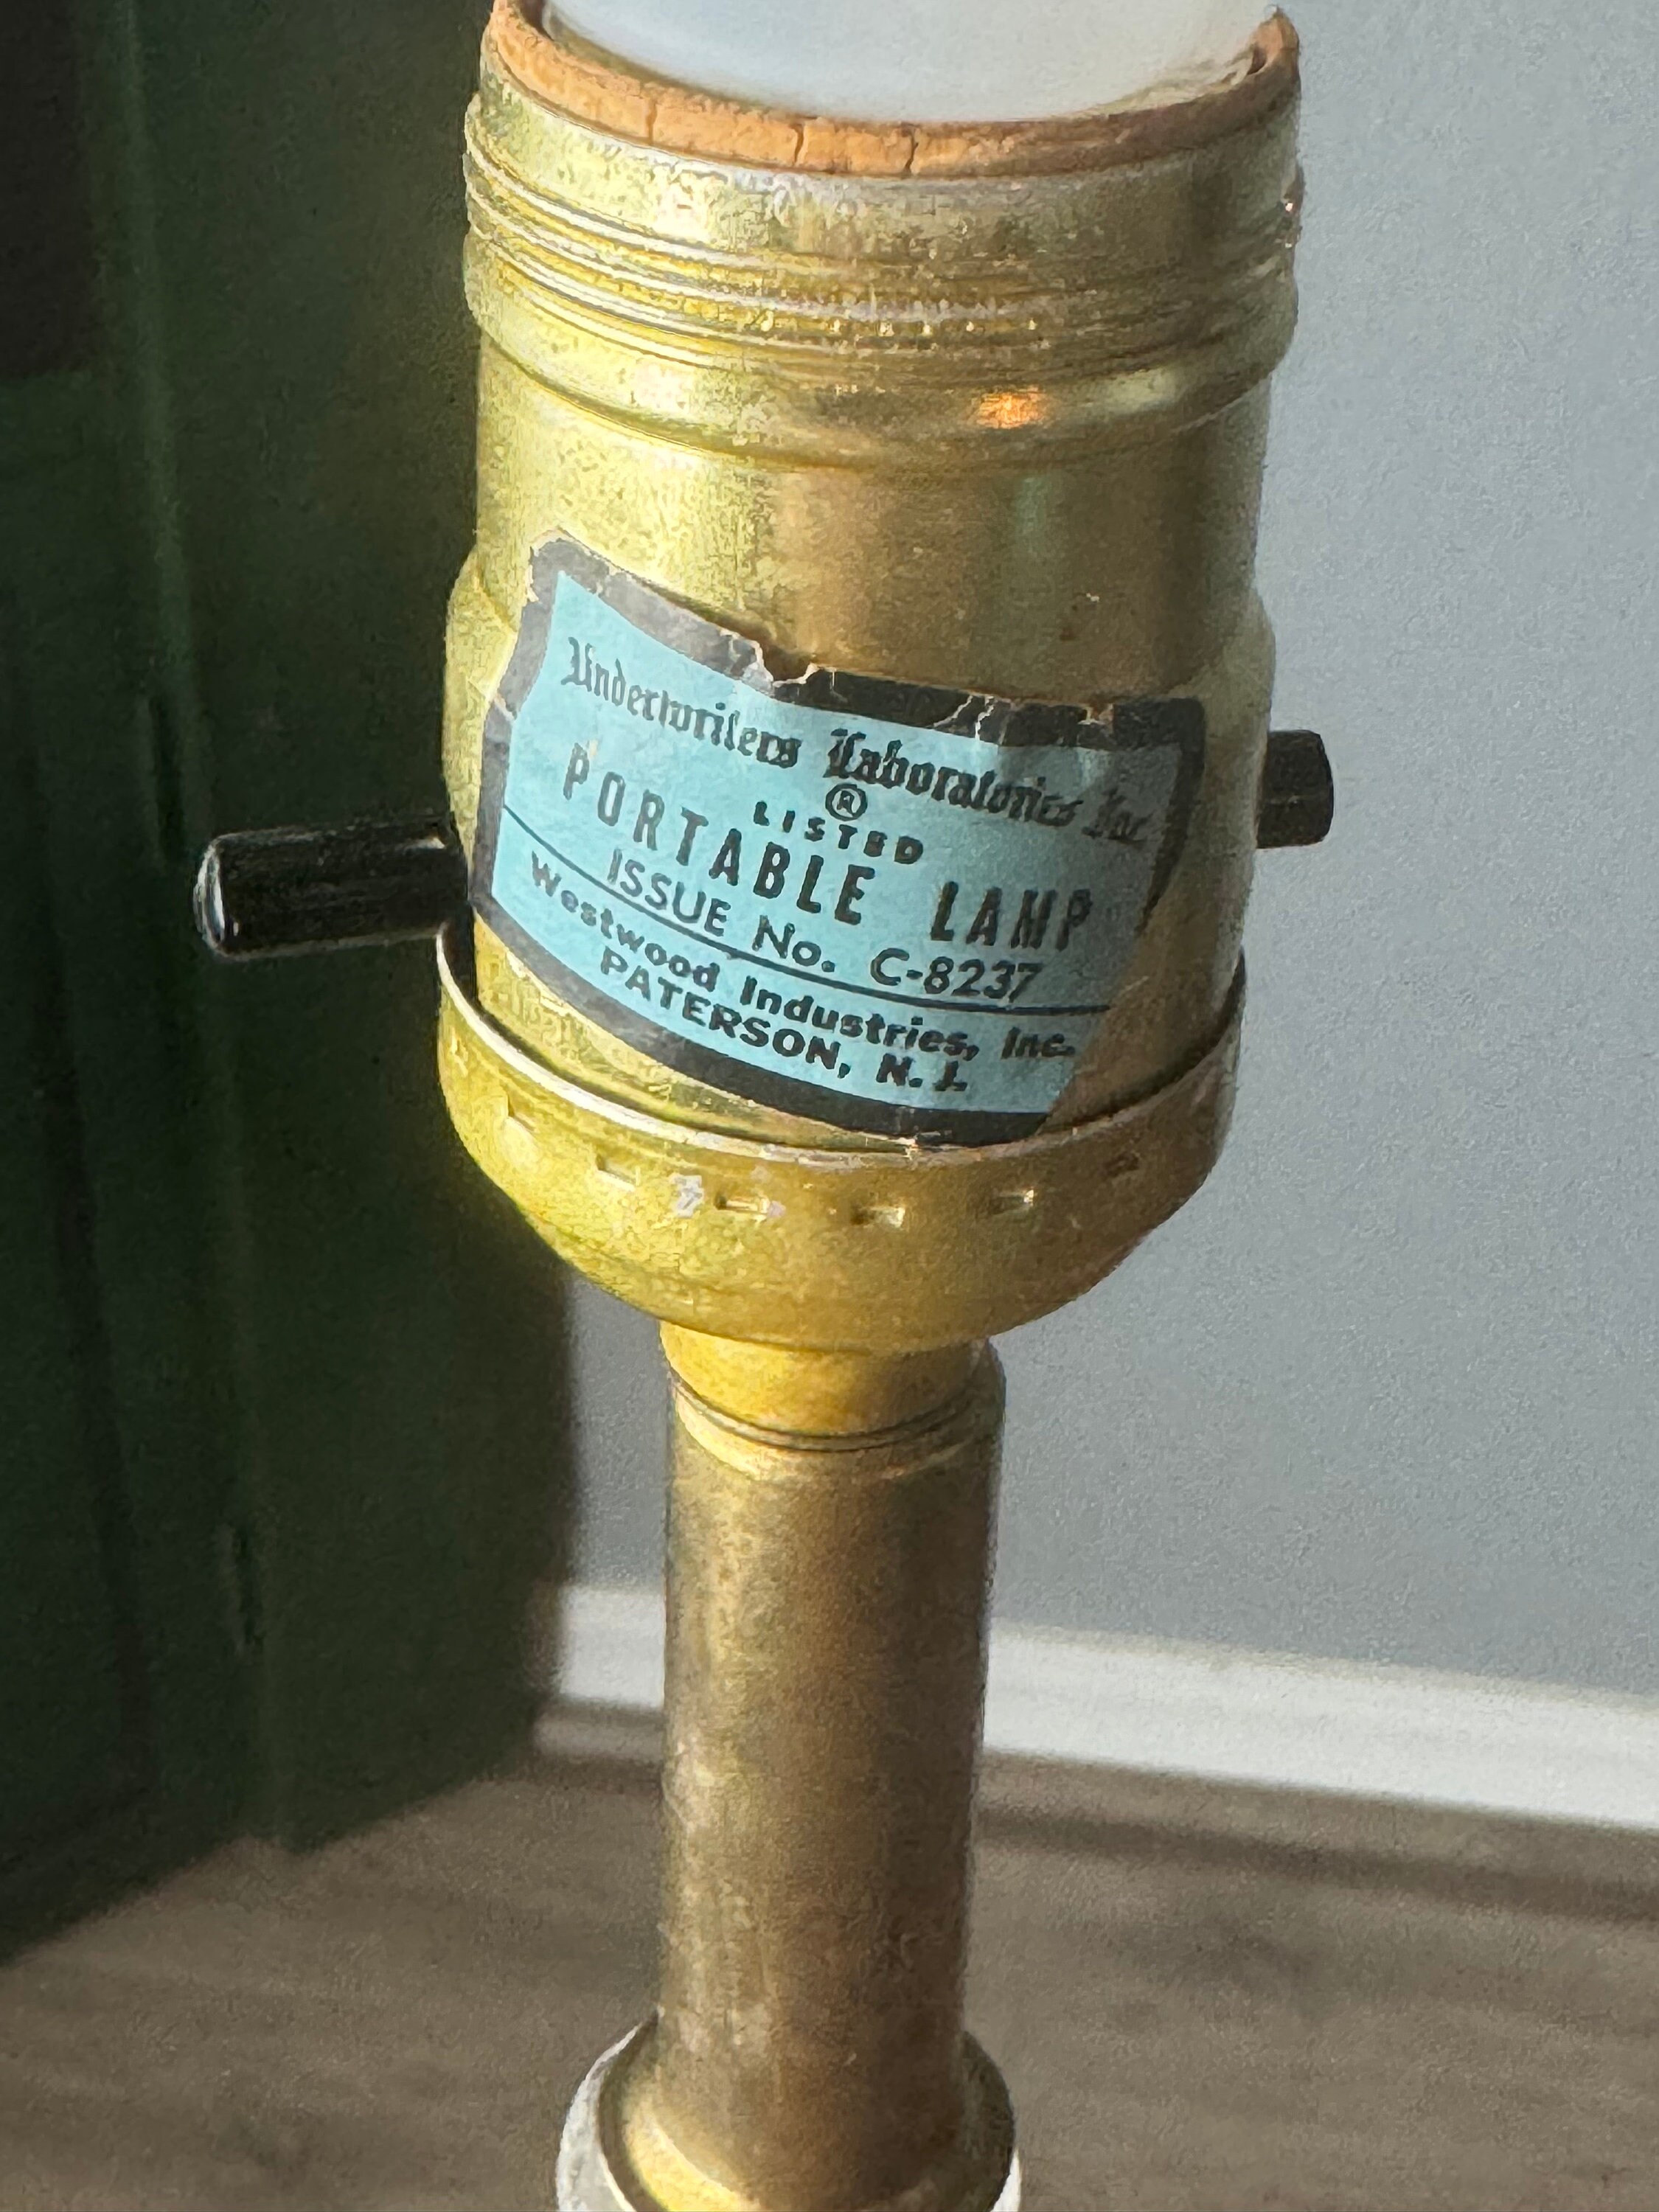 Underwriters Laboratories Inc.
®
LISTED
PORTABLE LAMP
ISSUE No. C-8237
Westwood Industries, Inc.
PATERSON, N. J.